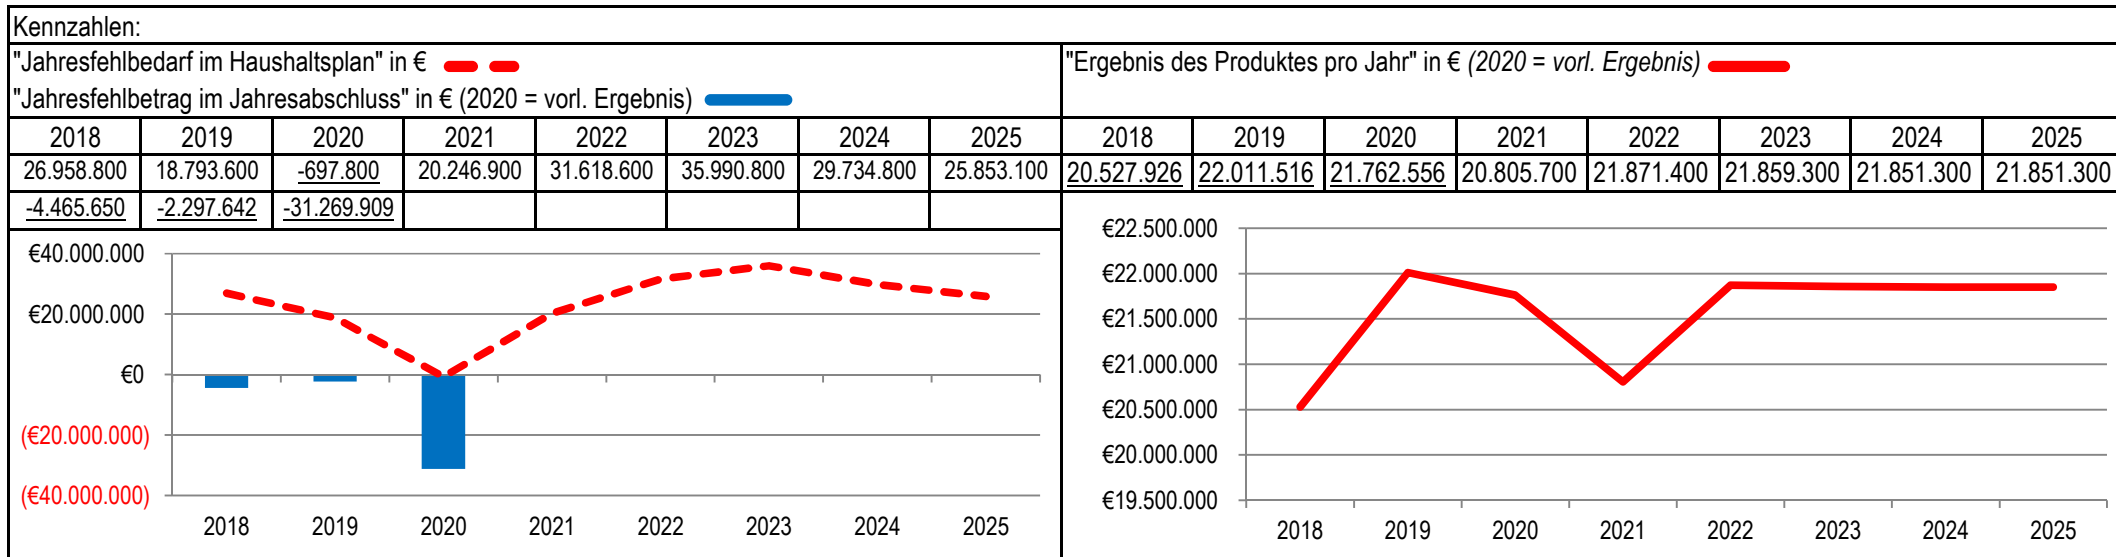 Kennzahlen:
"Jahresfehlbedarf im Haushaltsplan" in €
"Jahresfehlbetrag im Jahresabschluss" in € (2020 = vorl. Ergebnis)
2018 2019 2020 2021 2022 2023 2024 2025
26.958.800 18.793.600 -697.800 20.246.900 31.618.600 35.990.800 29.734.800 25.853.100
-4.465.650 -2.297.642 -31.269.909
€40.000.000
€20.000.000
€0
(€20.000.000)
(€40.000.000)
2018 2019 2020 2021 2022 2023 2024 2025
"Ergebnis des Produktes pro Jahr" in € (2020 = vorl. Ergebnis)
2018 2019 2020 2021 2022 2023 2024 2025
20.527.926 22.011.516 21.762.556 20.805.700 21.871.400 21.859.300 21.851.300 21.851.300
€22.500.000
€22.000.000
€21.500.000
€21.000.000
€20.500.000
€20.000.000
€19.500.000
2018 2019 2020 2021 2022 2023 2024 2025